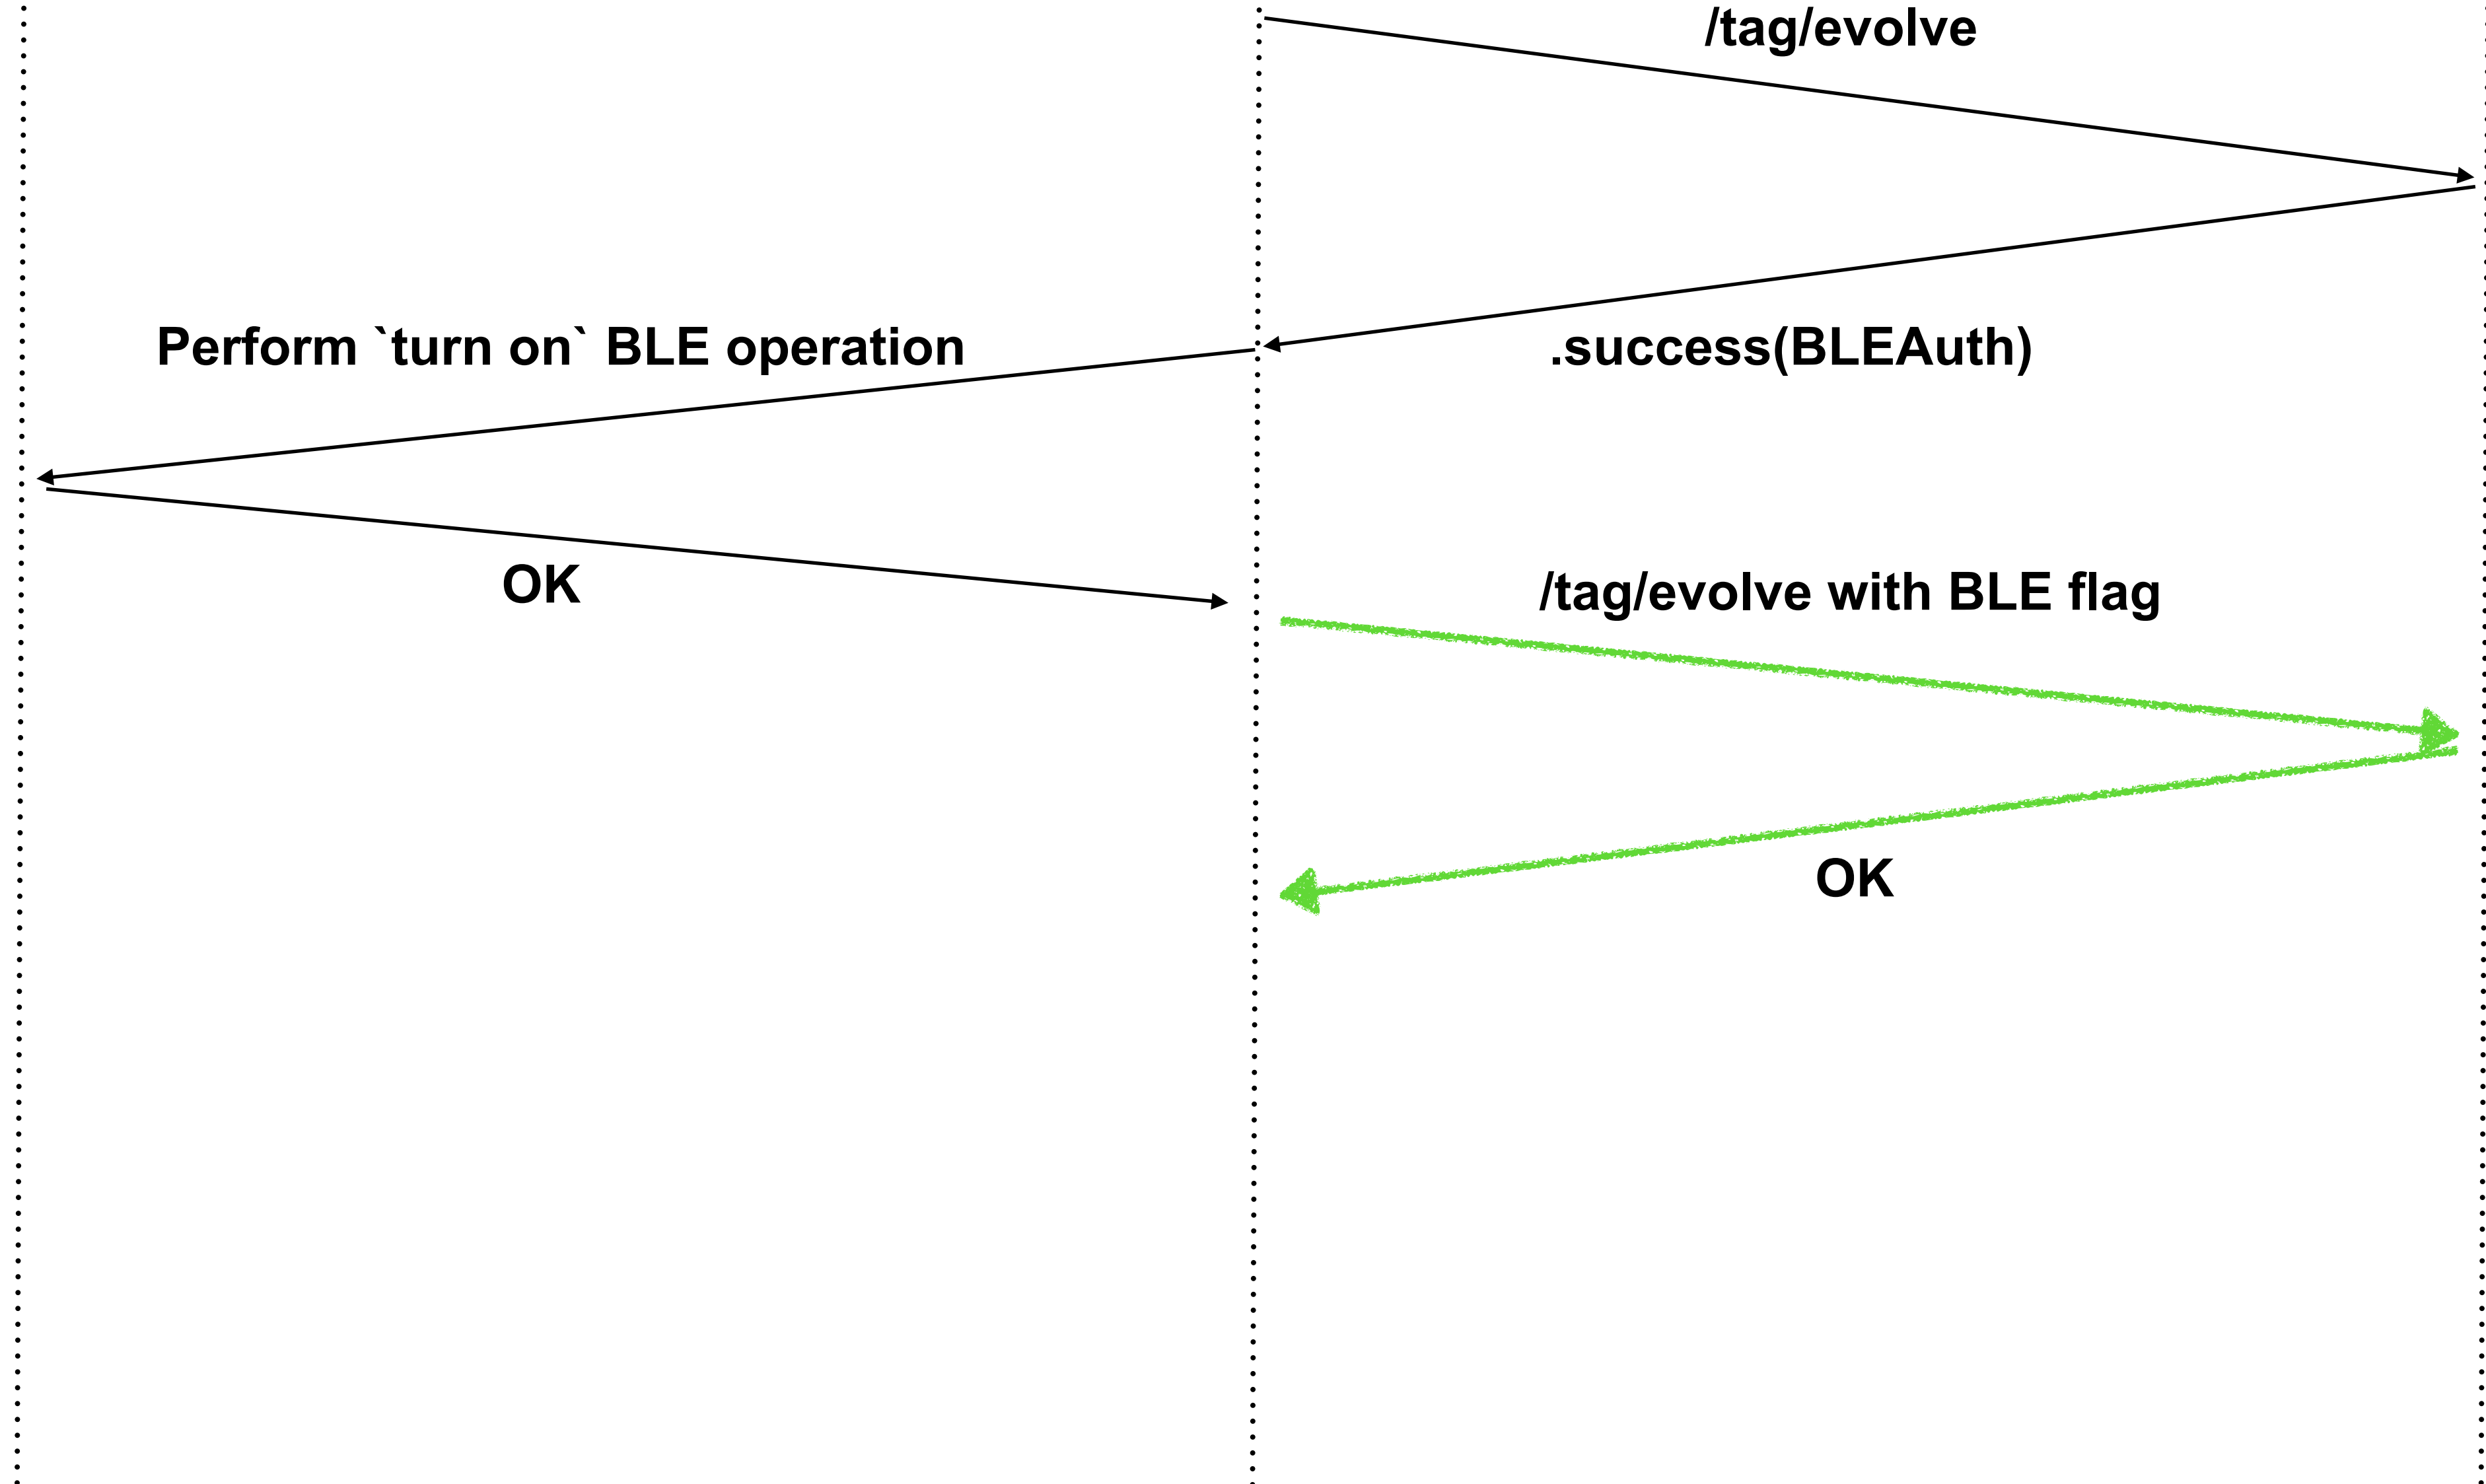 /tag/evolve
Perform `turn on` BLE operation
.success(BLEAuth)
OK
/tag/evolve with BLE flag
OK